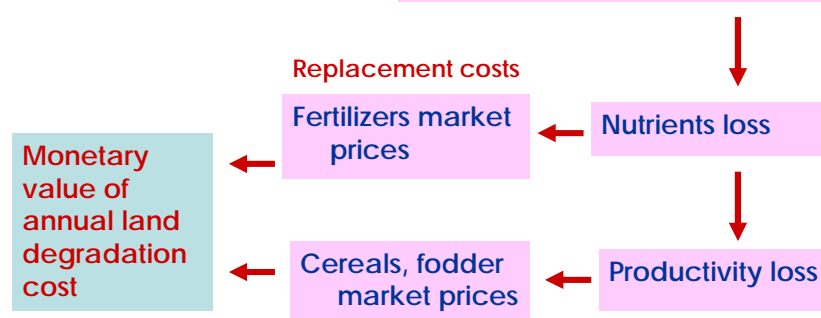 Replacement costs
Fertilizers market
prices
Nutrients loss
Monetary
value of
annual land
degradation
cost
Cereals, fodder
market prices
Productivity loss